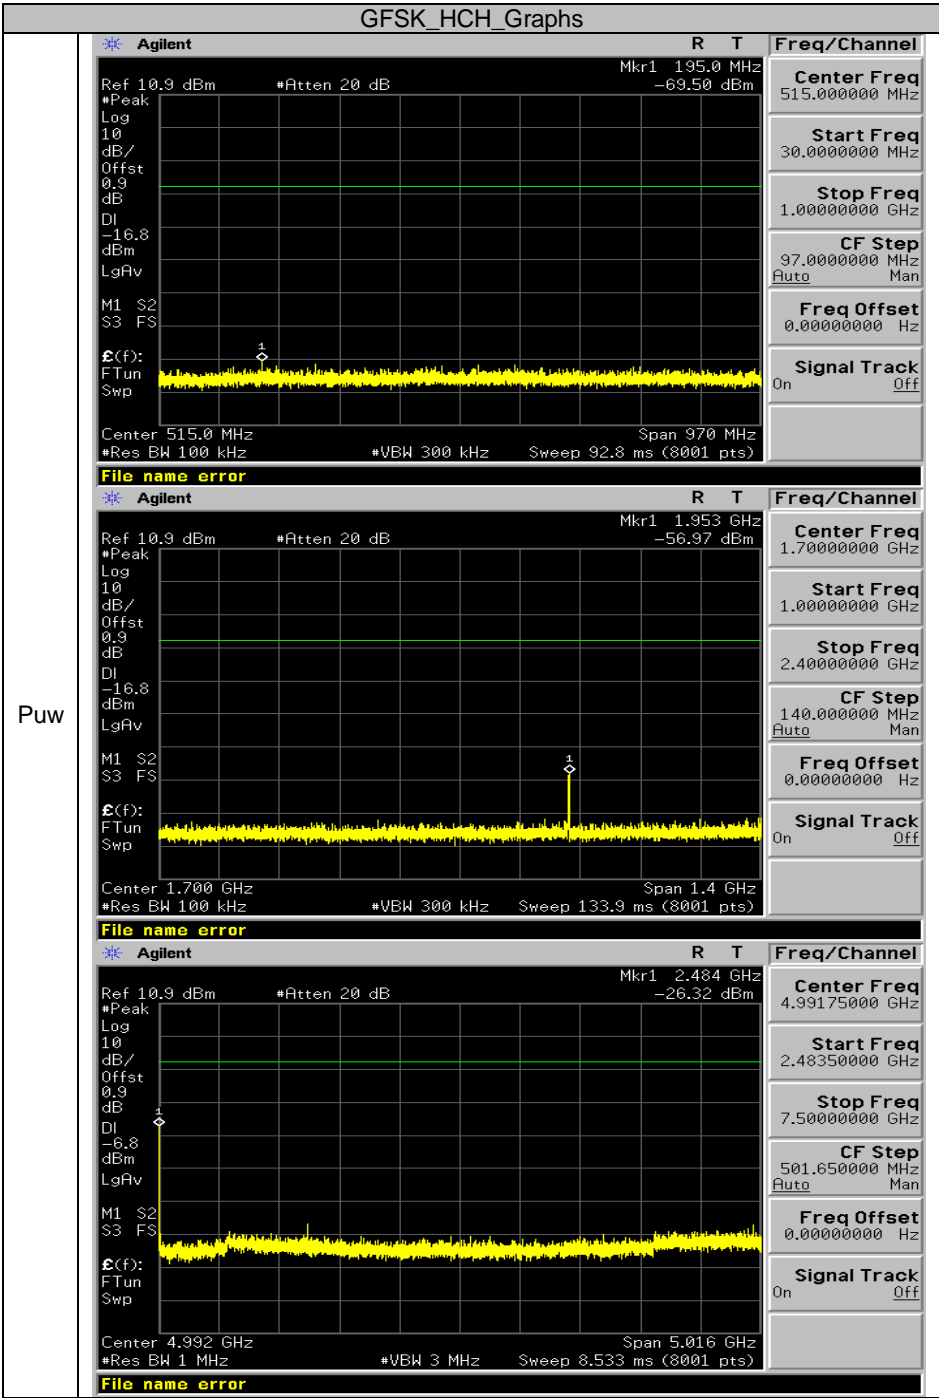 GFSK_HCH_Graphs
Puw
Agilent R T Freq/Channel
Mkr1 195.0 MHz
Ref 10.9 dBm #Atten 20 dB -69.50 dBm
#Peak
Log
10
dB/
Offst
0.9
dB
DI
-16.8
dBm
LgAv
M1 S2
S3 FS
£(f):
FTun
Swp
1
Center 515.0 MHz Span 970 MHz
#Res BW 100 kHz #VBW 300 kHz Sweep 92.8 ms (8001 pts)
File name error
Center Freq
515.000000 MHz
Start Freq
30.0000000 MHz
Stop Freq
1.00000000 GHz
CF Step
97.0000000 MHz
Auto Man
Freq Offset
0.00000000 Hz
Signal Track
On Off
Agilent R T Freq/Channel
Mkr1 1.953 GHz
Ref 10.9 dBm #Atten 20 dB -56.97 dBm
#Peak
Log
10
dB/
Offst
0.9
dB
DI
-16.8
dBm
LgAv
M1 S2
S3 FS
£(f):
FTun
Swp
1
Center 1.700 GHz Span 1.4 GHz
#Res BW 100 kHz #VBW 300 kHz Sweep 133.9 ms (8001 pts)
File name error
Center Freq
1.70000000 GHz
Start Freq
1.00000000 GHz
Stop Freq
2.40000000 GHz
CF Step
140.000000 MHz
Auto Man
Freq Offset
0.00000000 Hz
Signal Track
On Off
Agilent R T Freq/Channel
Mkr1 2.484 GHz
Ref 10.9 dBm #Atten 20 dB -26.32 dBm
#Peak
Log
10
dB/
Offst
0.9
dB
DI
-6.8
dBm
LgAv
M1 S2
S3 FS
£(f):
FTun
Swp
1
Center 4.992 GHz Span 5.016 GHz
#Res BW 1 MHz #VBW 3 MHz Sweep 8.533 ms (8001 pts)
File name error
Center Freq
4.99175000 GHz
Start Freq
2.48350000 GHz
Stop Freq
7.50000000 GHz
CF Step
501.650000 MHz
Auto Man
Freq Offset
0.00000000 Hz
Signal Track
On Off